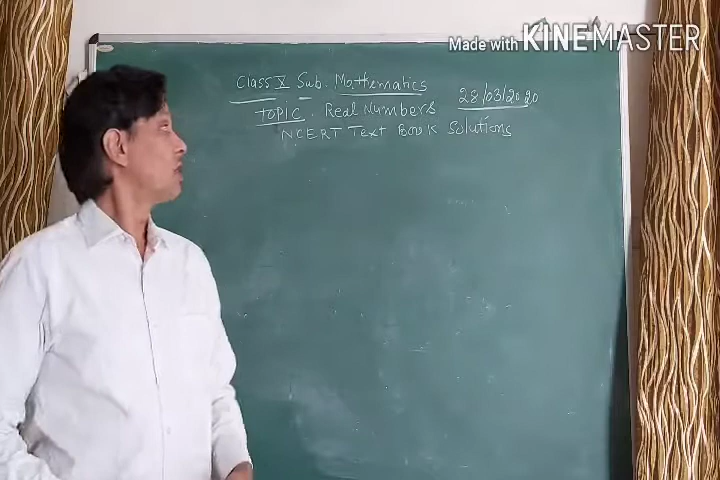 Made with KINEMASTER
Class X Sub. Mathematics
TOPIC. Real Numbers 28/03/2020
NCERT Text Book Solutions